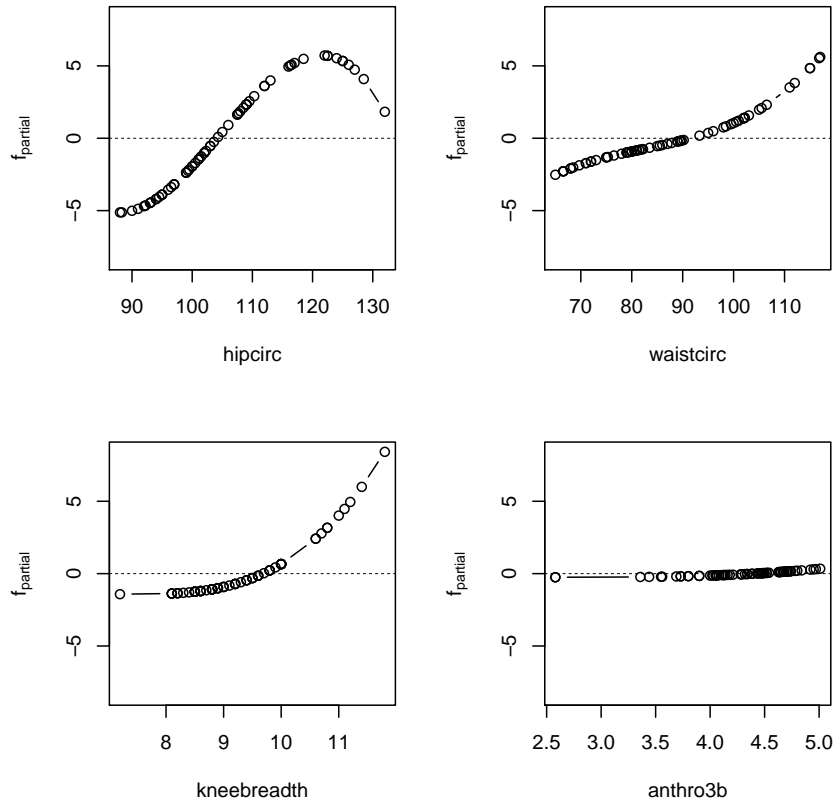 5
0
−5
f_partial
90 100 110 120 130
hipcirc
5
0
−5
f_partial
70 80 90 100 110
waistcirc
5
0
−5
f_partial
8 9 10 11
kneebreadth
5
0
−5
f_partial
2.5 3.0 3.5 4.0 4.5 5.0
anthro3b